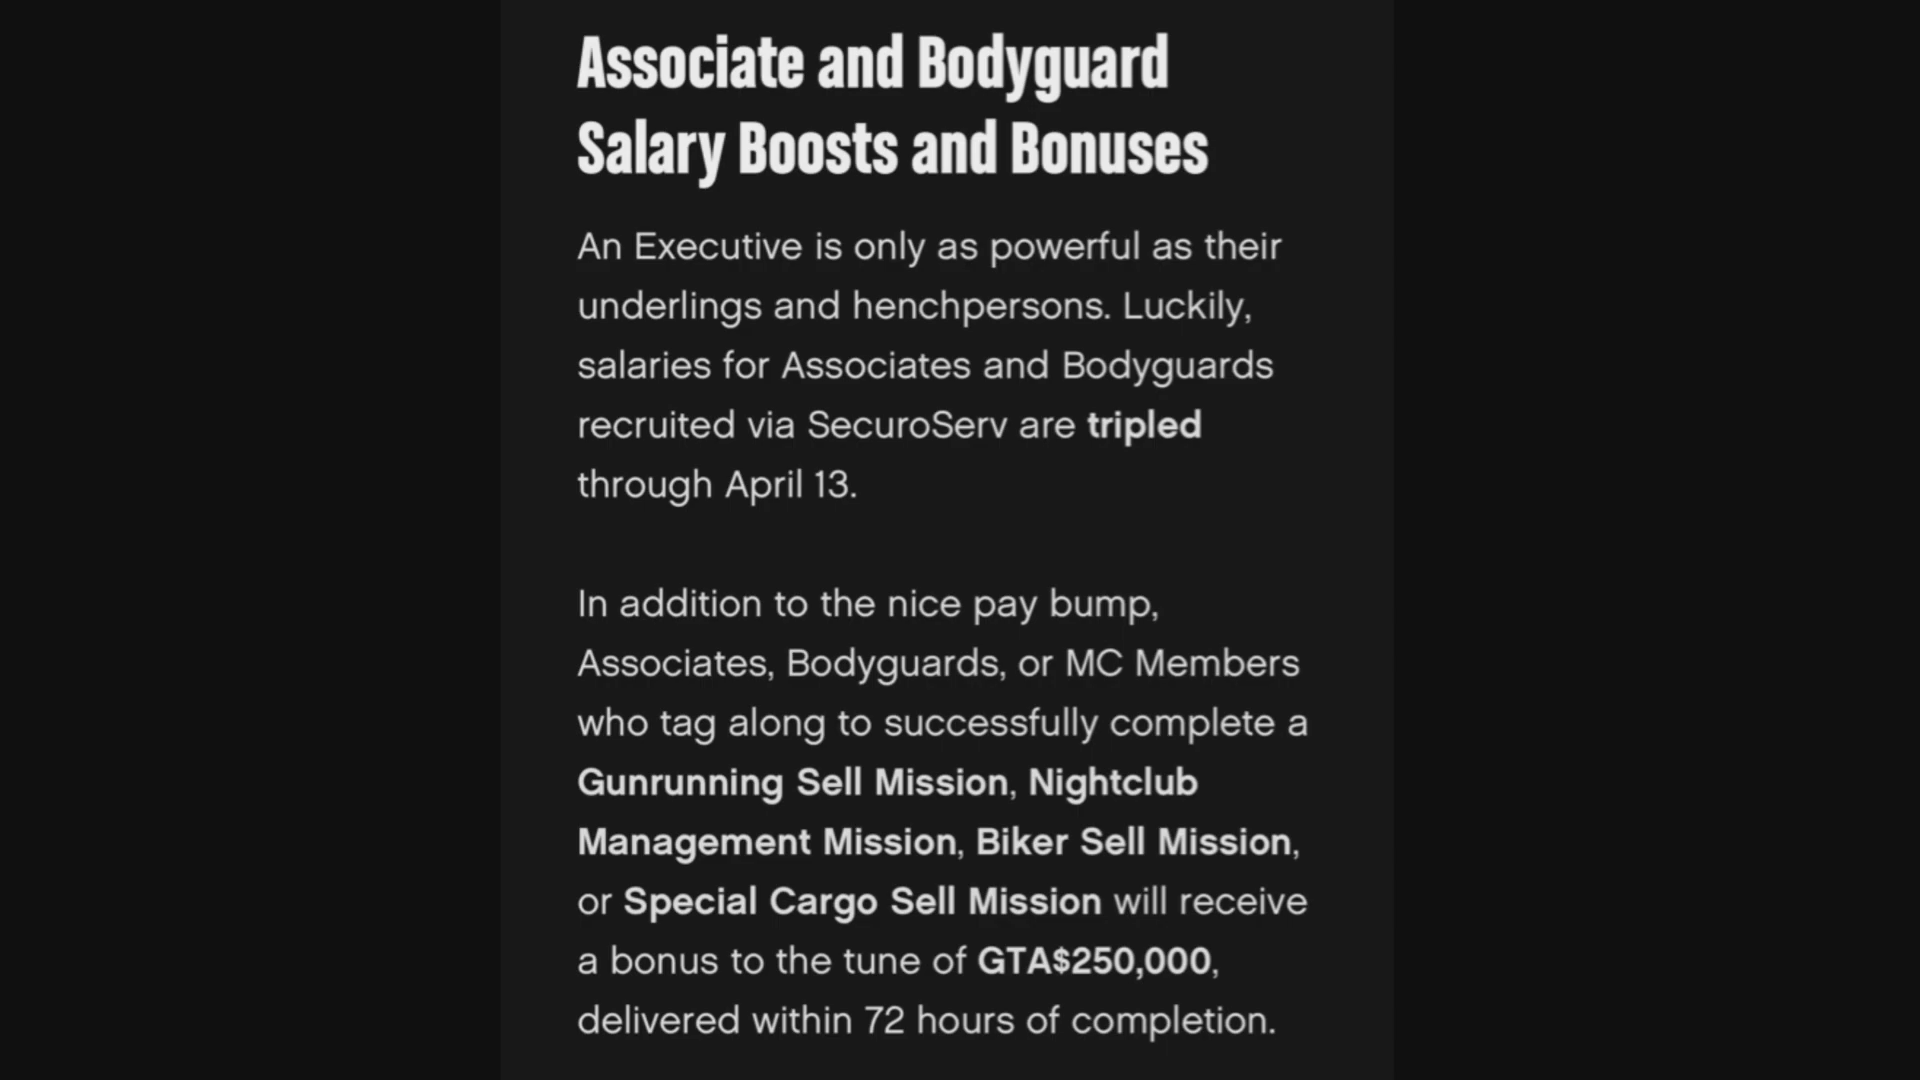 Associate and Bodyguard
Salary Boosts and Bonuses
An Executive is only as powerful as their
underlings and henchpersons. Luckily,
salaries for Associates and Bodyguards
recruited via SecuroServ are tripled
through April 13.
In addition to the nice pay bump,
Associates, Bodyguards, or MC Members
who tag along to successfully complete a
Gunrunning Sell Mission, Nightclub
Management Mission, Biker Sell Mission,
or Special Cargo Sell Mission will receive
a bonus to the tune of GTA$250,000,
delivered within 72 hours of completion.